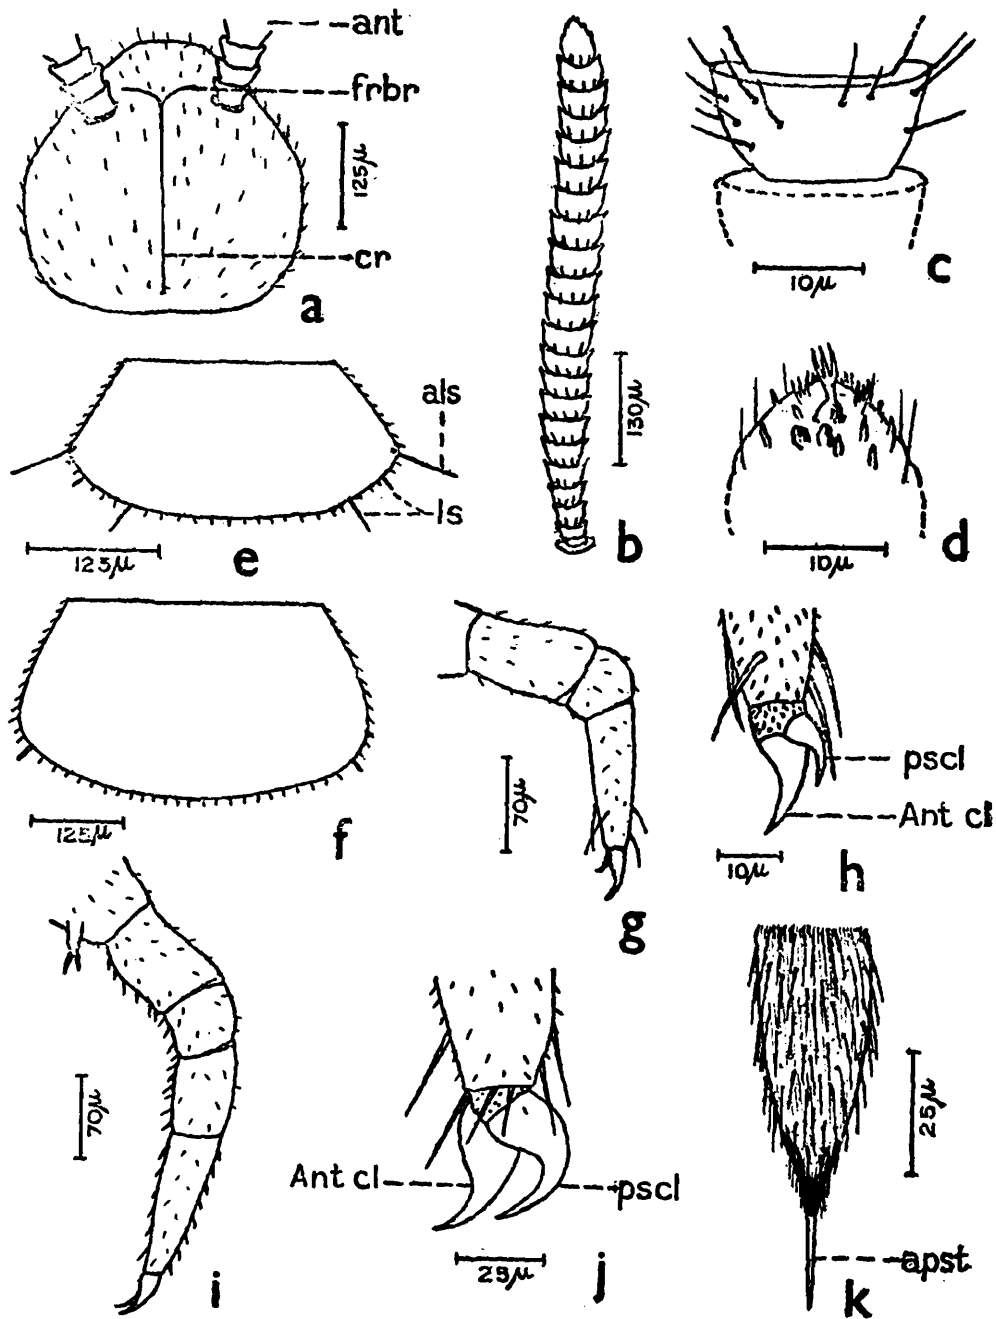 ant
frbr
125µ
cr
a
b
130µ
c
10µ
d
10µ
als
ls
123µ
e
f
125µ
g
70µ
h
pscl
Ant cl
10µ
i
70µ
j
Ant cl
pscl
25µ
k
25µ
apst